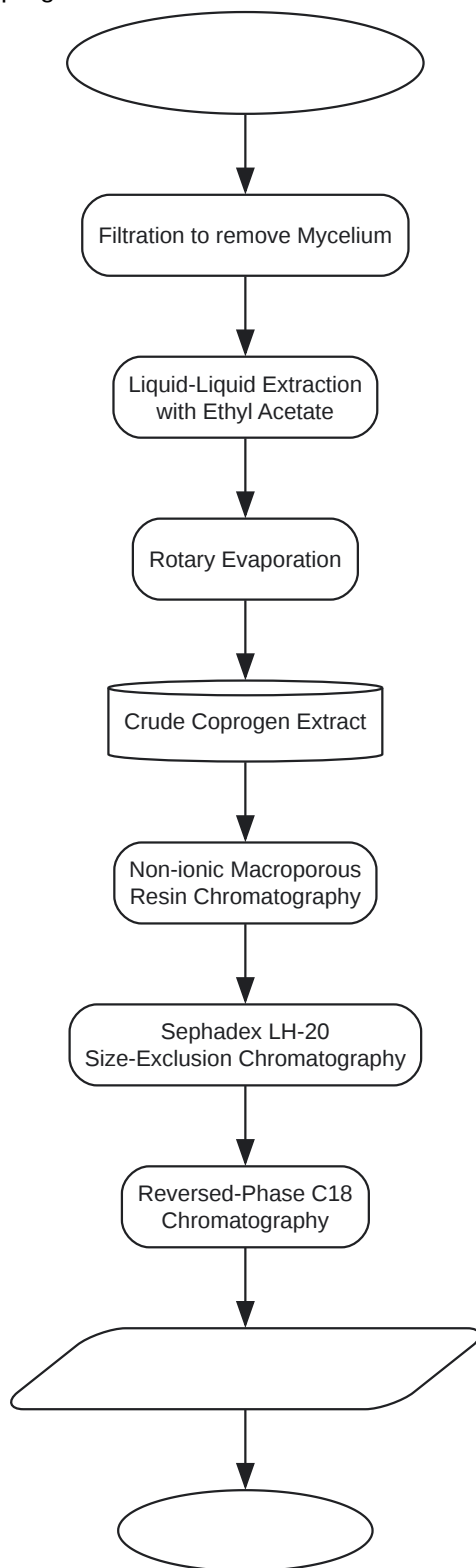 Filtration to remove Mycelium
Liquid-Liquid Extraction
with Ethyl Acetate
Rotary Evaporation
Crude Coprogen Extract
Non-ionic Macroporous
Resin Chromatography
Sephadex LH-20
Size-Exclusion Chromatography
Reversed-Phase C18
Chromatography